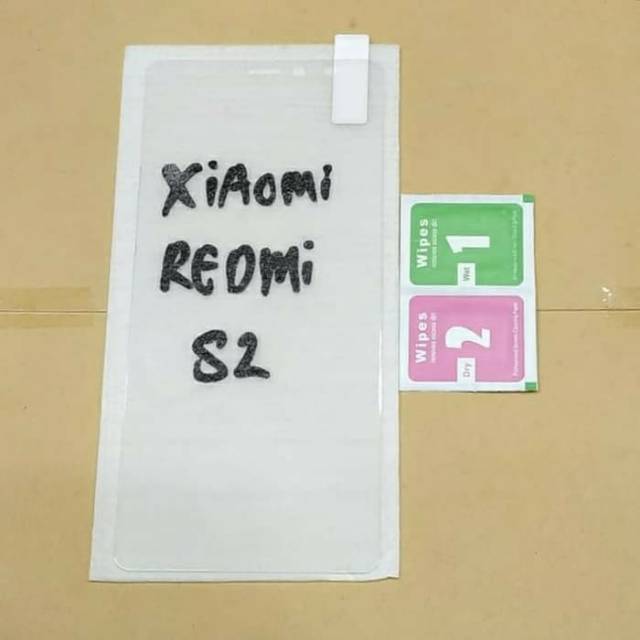 XiAomi
REDMi
S2
Wipes
1
Wet
Wipes
2
Dry